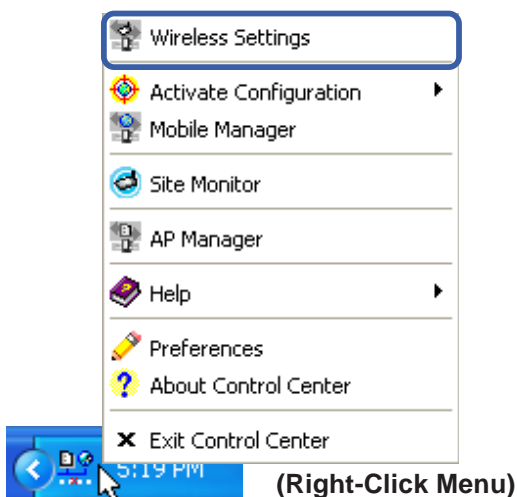 Wireless Settings
Activate Configuration
Mobile Manager
Site Monitor
AP Manager
Help
Preferences
About Control Center
Exit Control Center
5:19 PM
(Right-Click Menu)